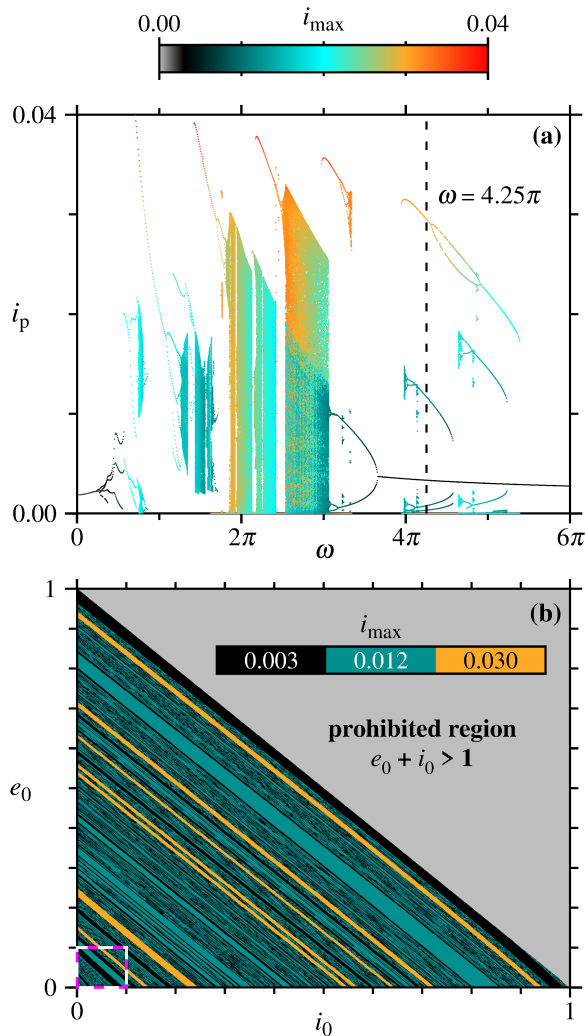 i_max
0.00 0.04
0.04 (a)
ω = 4.25π
i_p
0.00
0 2π 4π 6π
ω
1 (b)
i_max
0.003 0.012 0.030
prohibited region
e_0 + i_0 > 1
e_0
0
0 1
i_0